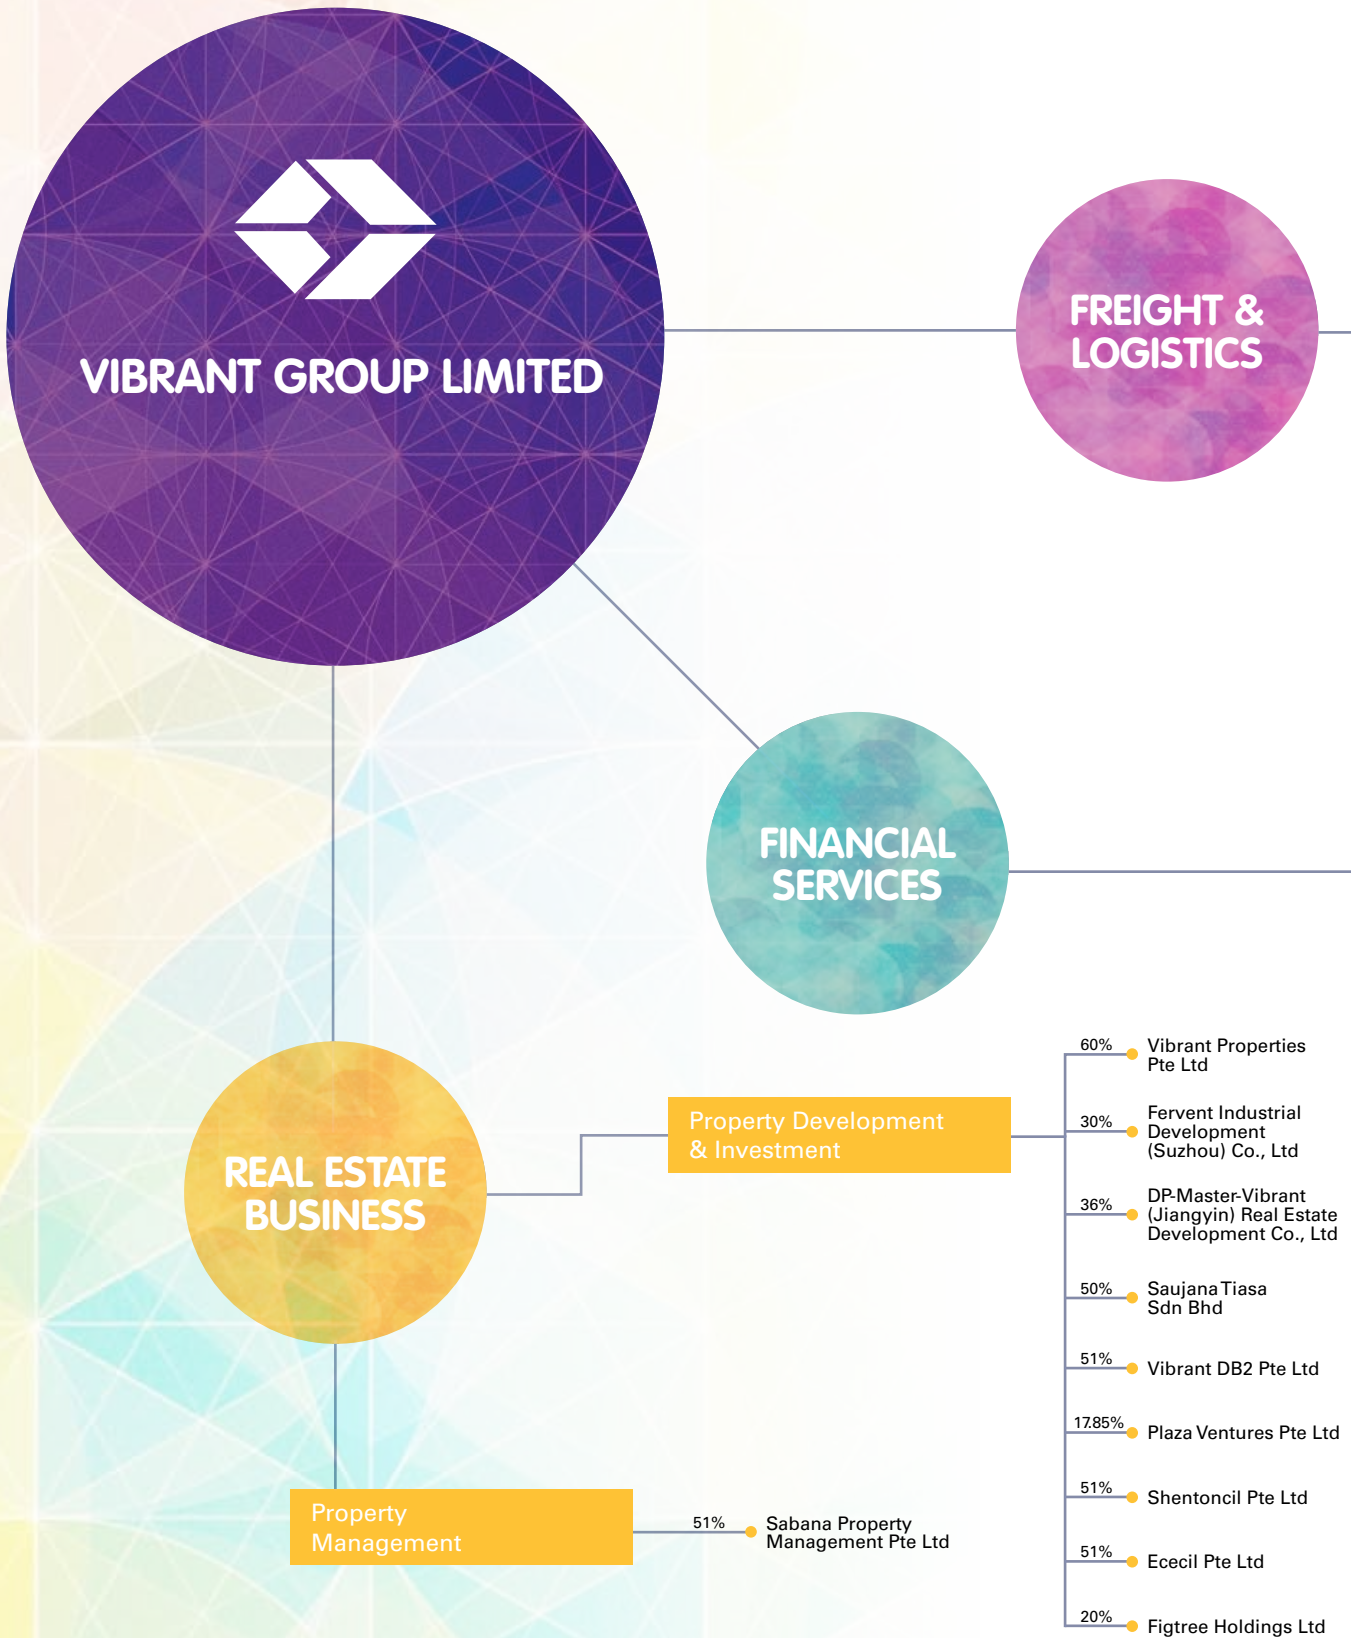 VIBRANT GROUP LIMITED
FREIGHT &
LOGISTICS
FINANCIAL
SERVICES
REAL ESTATE
BUSINESS
Property Development
& Investment
60%
Vibrant Properties
Pte Ltd
30%
Fervent Industrial
Development
(Suzhou) Co., Ltd
36%
DP-Master-Vibrant
(Jiangyin) Real Estate
Development Co., Ltd
50%
Saujana Tiasa
Sdn Bhd
51%
Vibrant DB2 Pte Ltd
17.85%
Plaza Ventures Pte Ltd
51%
Shentoncil Pte Ltd
51%
Ececil Pte Ltd
20%
Figtree Holdings Ltd
Property
Management
51%
Sabana Property
Management Pte Ltd